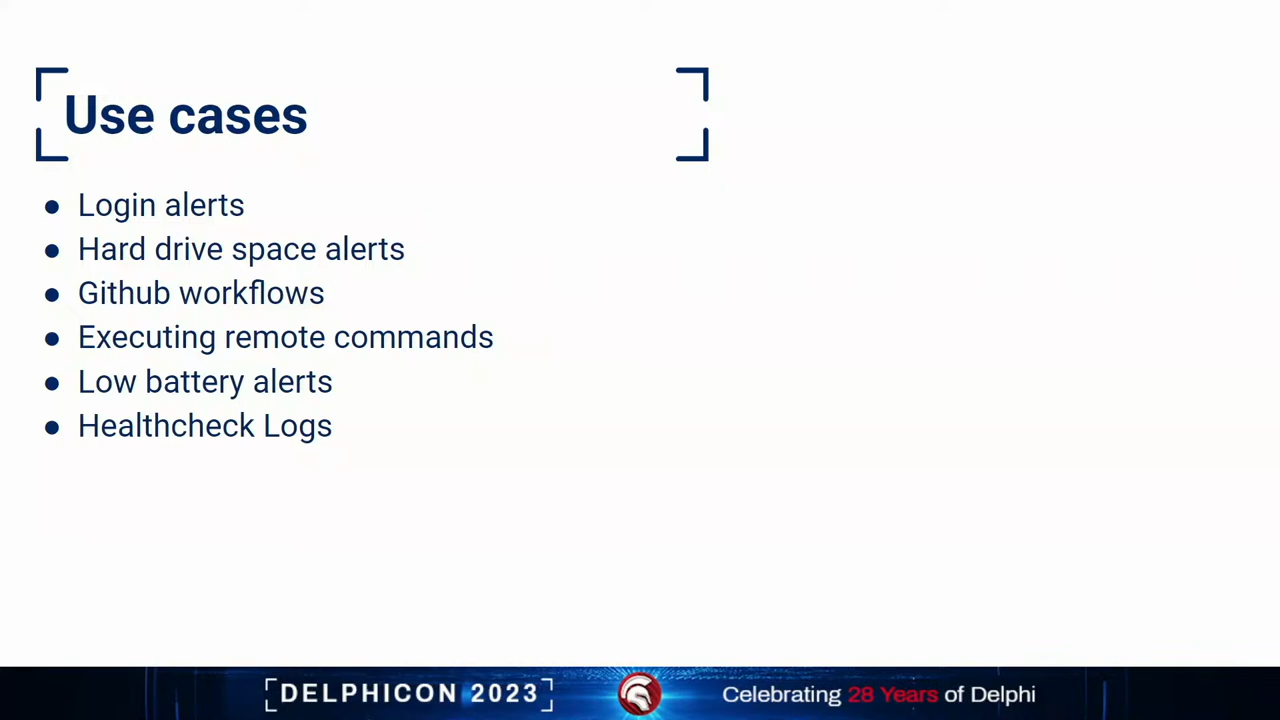 Use cases
● Login alerts
● Hard drive space alerts
● Github workflows
● Executing remote commands
● Low battery alerts
● Healthcheck Logs
[DELPHICON 2023] Celebrating 28 Years of Delphi